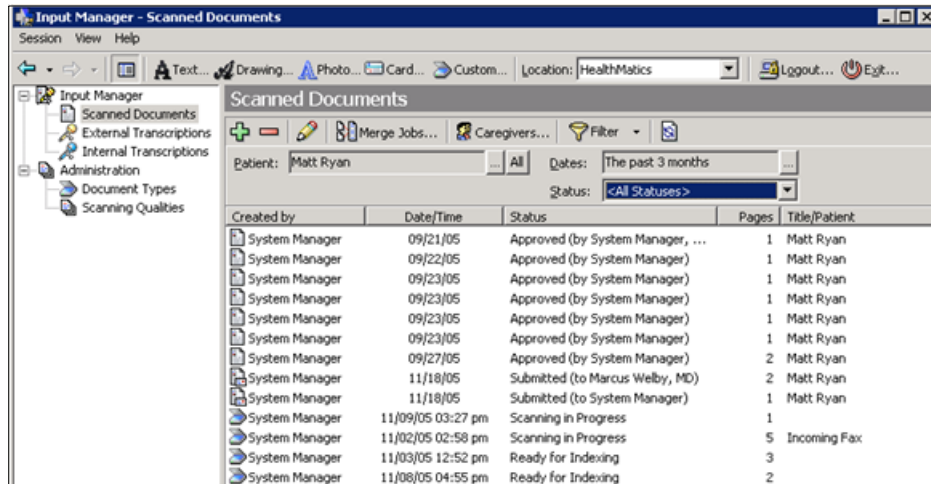 Input Manager - Scanned Documents
Session View Help
Text... Drawing... Photo... Card... Custom... Location: HealthMatics Logout... Exit...
Input Manager
Scanned Documents
External Transcriptions
Internal Transcriptions
Administration
Document Types
Scanning Qualities
Scanned Documents
Merge Jobs... Caregivers... Filter
Patient: Matt Ryan ... All Dates: The past 3 months ...
Status: <All Statuses>
Created by Date/Time Status Pages Title/Patient
System Manager 09/21/05 Approved (by System Manager, ... 1 Matt Ryan
System Manager 09/22/05 Approved (by System Manager) 1 Matt Ryan
System Manager 09/23/05 Approved (by System Manager) 1 Matt Ryan
System Manager 09/23/05 Approved (by System Manager) 1 Matt Ryan
System Manager 09/23/05 Approved (by System Manager) 1 Matt Ryan
System Manager 09/23/05 Approved (by System Manager) 1 Matt Ryan
System Manager 09/27/05 Approved (by System Manager) 2 Matt Ryan
System Manager 11/18/05 Submitted (to Marcus Welby, MD) 2 Matt Ryan
System Manager 11/18/05 Submitted (to System Manager) 1 Matt Ryan
System Manager 11/09/05 03:27 pm Scanning in Progress 1
System Manager 11/02/05 02:58 pm Scanning in Progress 5 Incoming Fax
System Manager 11/03/05 12:52 pm Ready for Indexing 3
System Manager 11/08/05 04:55 pm Ready for Indexing 2